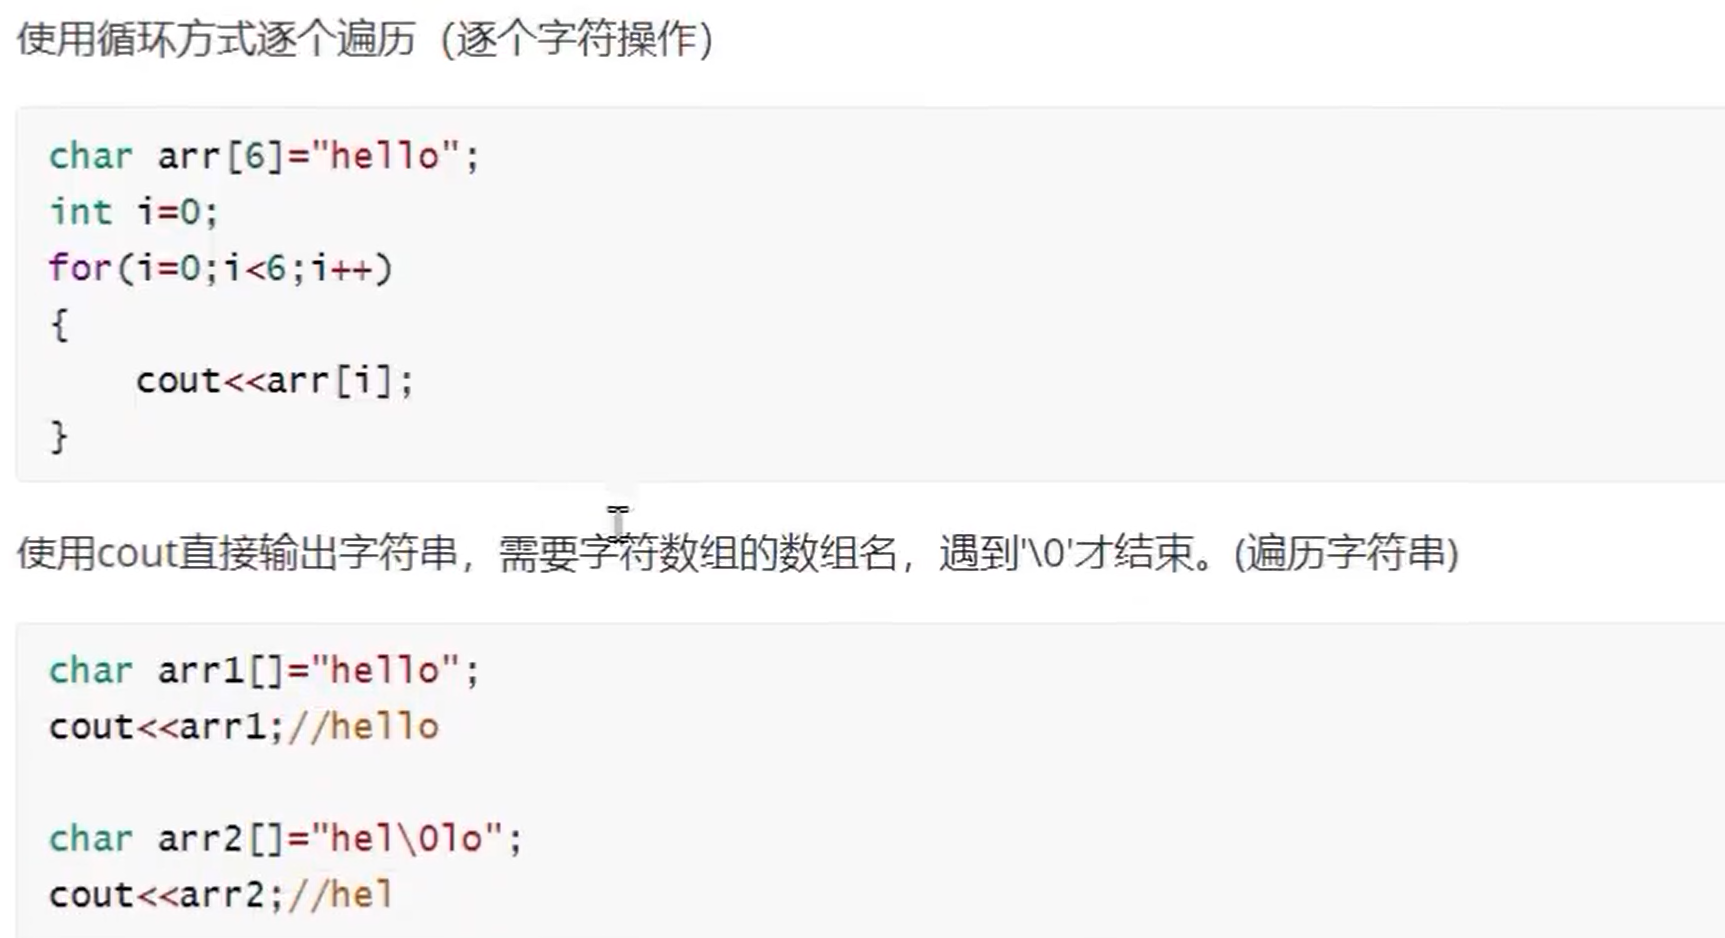 使用循环方式逐个遍历（逐个字符操作）
char arr[6]="hello";
int i=0;
for(i=0;i<6;i++)
{
    cout<<arr[i];
}
使用cout直接输出字符串，需要字符数组的数组名，遇到'\0'才结束。(遍历字符串)
char arr1[]="hello";
cout<<arr1;//hello
char arr2[]="hel\0lo";
cout<<arr2;//hel